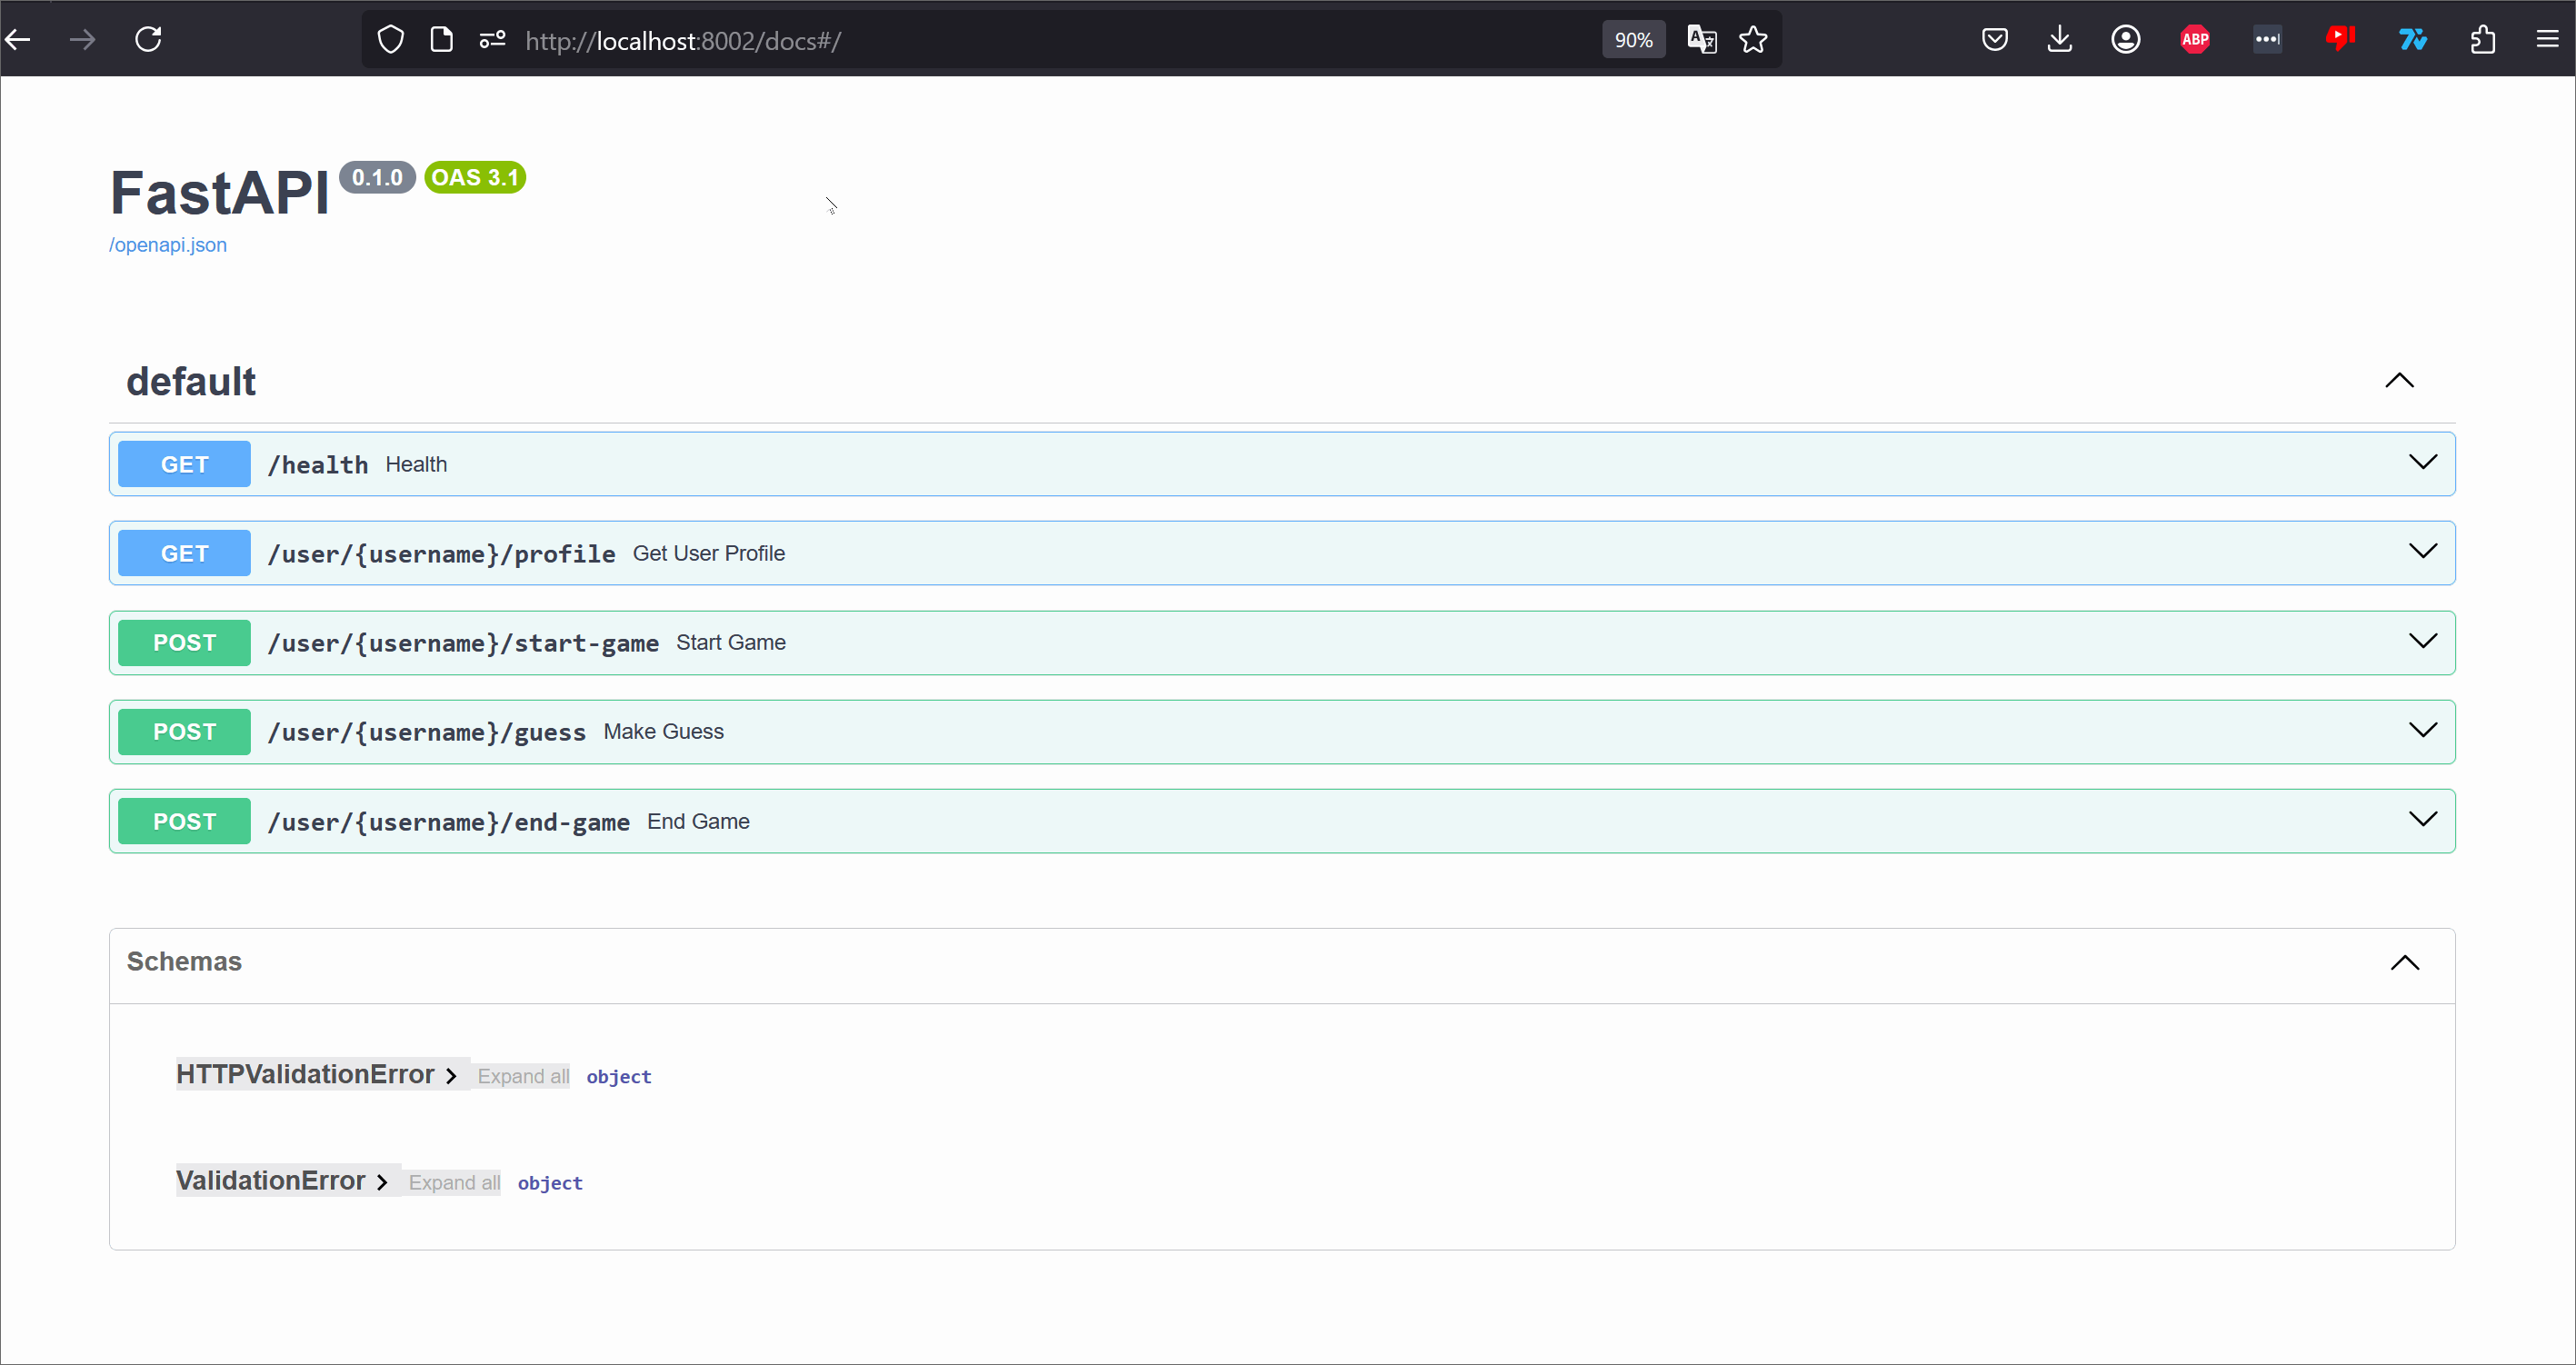 http://localhost:8002/docs#/
90%
ABP
FastAPI 0.1.0 OAS 3.1
/openapi.json
default
GET /health Health
GET /user/{username}/profile Get User Profile
POST /user/{username}/start-game Start Game
POST /user/{username}/guess Make Guess
POST /user/{username}/end-game End Game
Schemas
HTTPValidationError Expand all object
ValidationError Expand all object